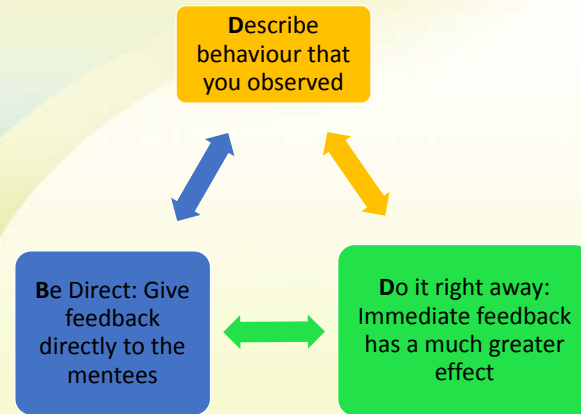 Describe
behaviour that
you observed
Be Direct: Give
feedback
directly to the
mentees
Do it right away:
Immediate feedback
has a much greater
effect